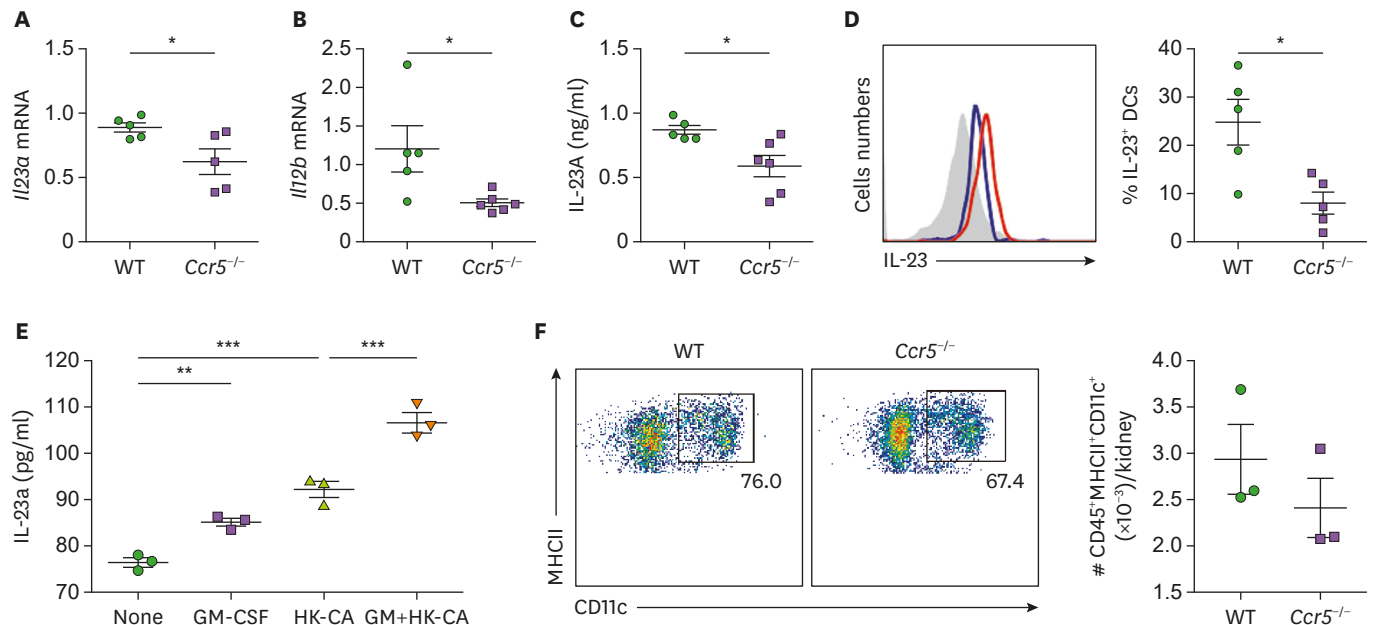 A
Il23a mRNA
1.5
1.0
0.5
0
*
WT
Ccr5⁻/⁻
B
Il12b mRNA
2.5
2.0
1.5
1.0
0.5
0
*
WT
Ccr5⁻/⁻
C
IL-23A (ng/ml)
1.5
1.0
0.5
0
*
WT
Ccr5⁻/⁻
D
Cells numbers
IL-23
% IL-23⁺ DCs
40
30
20
10
0
*
WT
Ccr5⁻/⁻
E
IL-23a (pg/ml)
120
110
100
90
80
70
***
***
**
None
GM-CSF
HK-CA
GM+HK-CA
F
WT
Ccr5⁻/⁻
MHCII
76.0
67.4
CD11c
# CD45⁺MHCII⁺CD11c⁺
(×10⁻³)/kidney
4.0
3.5
3.0
2.5
2.0
1.5
WT
Ccr5⁻/⁻